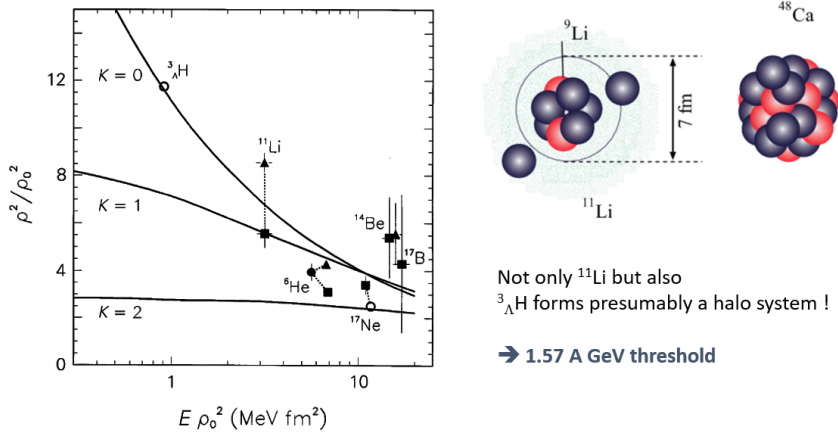 ρ²/ρ₀²
12
8
4
0
K = 0
K = 1
K = 2
³ΛH
¹¹Li
⁶He
¹⁷Ne
¹⁴Be
¹⁷B
1
10
E ρ₀² (MeV fm²)
⁹Li
7 fm
¹¹Li
⁴⁸Ca
Not only ¹¹Li but also
³ΛH forms presumably a halo system !
➔ 1.57 A GeV threshold